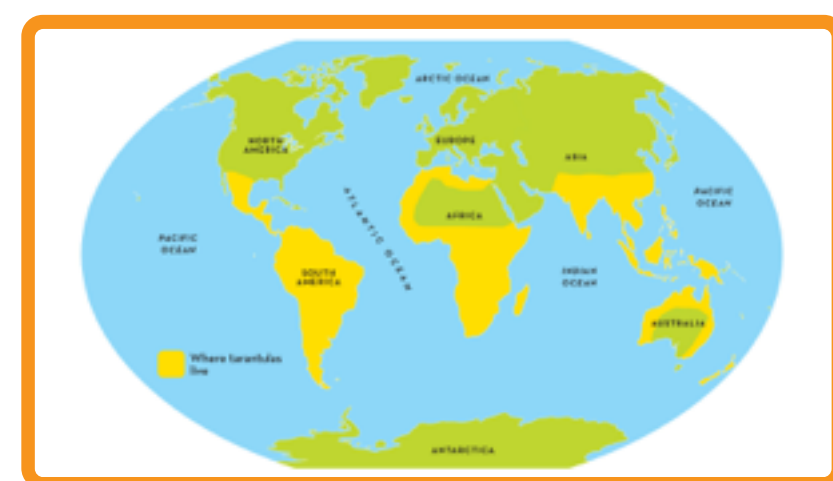 ARCTIC OCEAN
NORTH
AMERICA
EUROPE
ASIA
PACIFIC
OCEAN
ATLANTIC OCEAN
AFRICA
PACIFIC
OCEAN
SOUTH
AMERICA
INDIAN
OCEAN
AUSTRALIA
Where tarantulas
live
ANTARCTICA